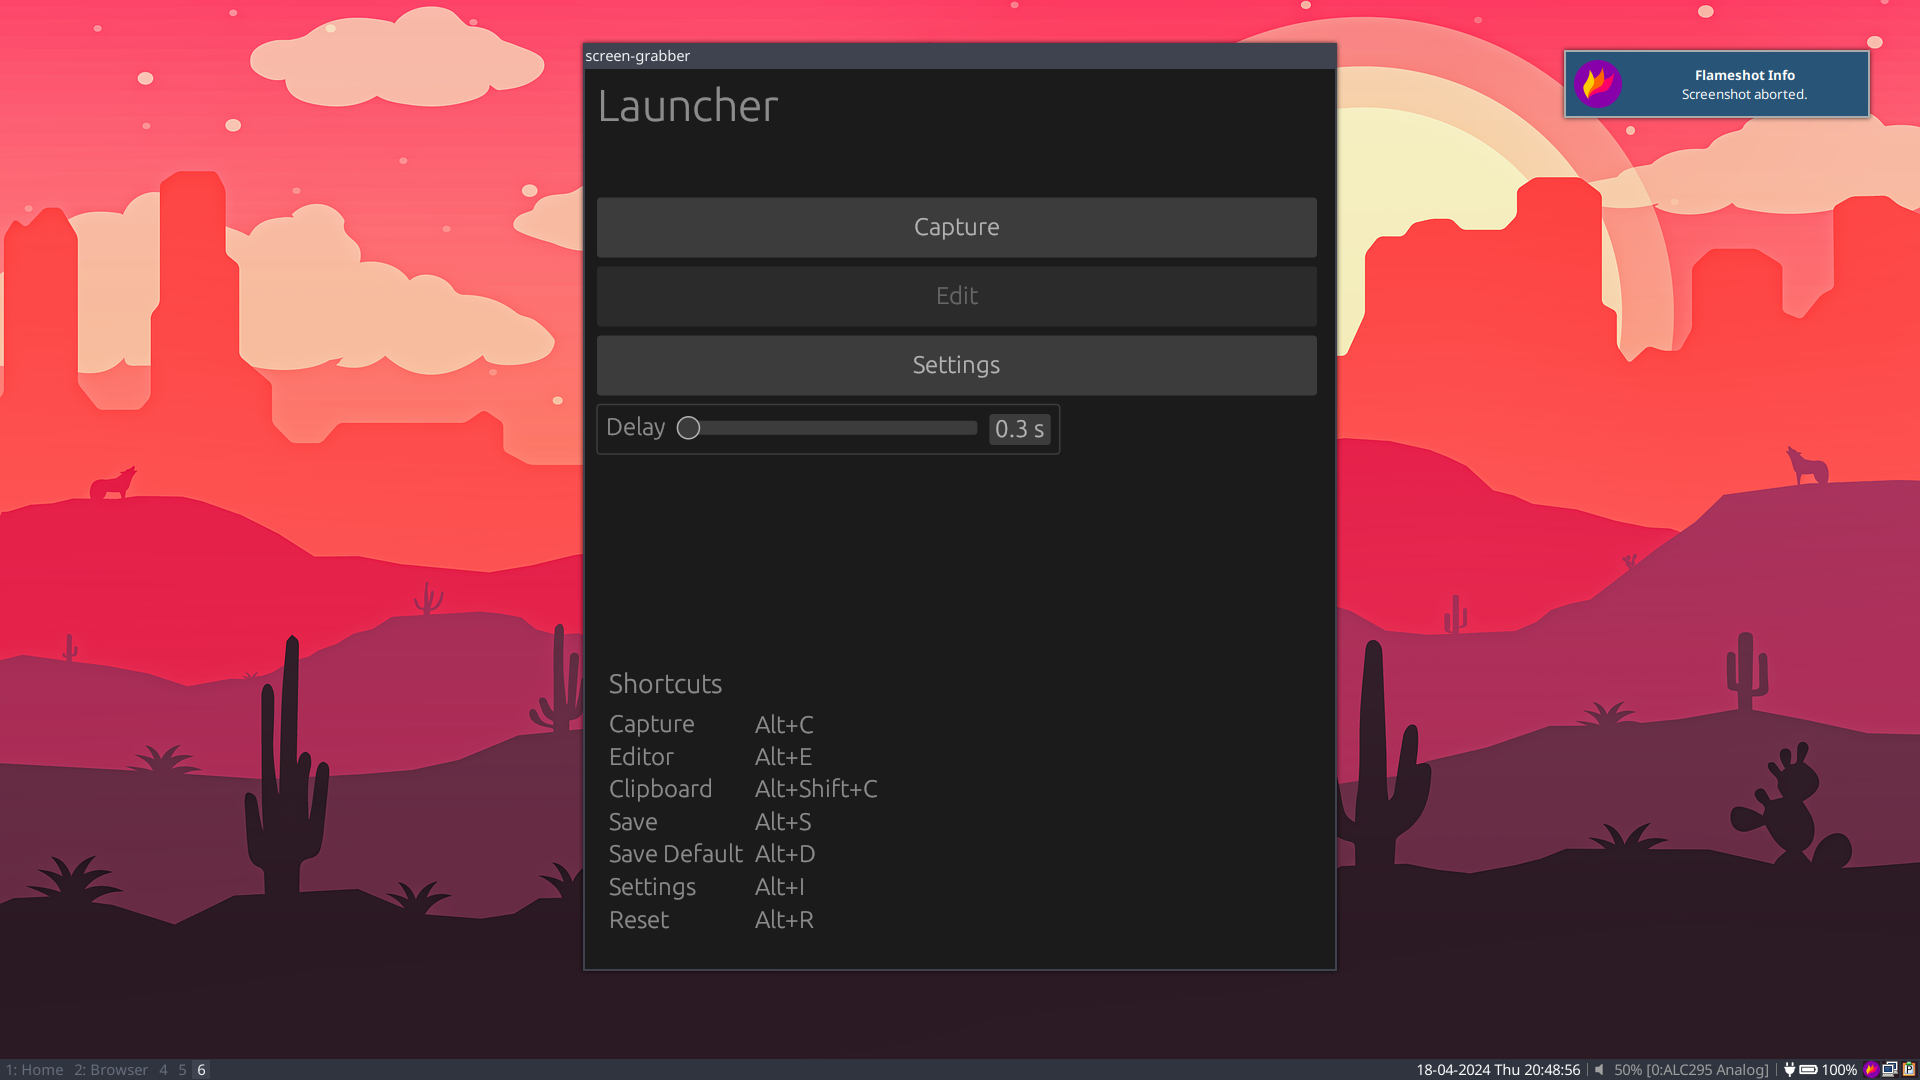 screen-grabber
Launcher
Capture
Edit
Settings
Delay 0.3 s
Shortcuts
Capture Alt+C
Editor Alt+E
Clipboard Alt+Shift+C
Save Alt+S
Save Default Alt+D
Settings Alt+I
Reset Alt+R
Flameshot Info
Screenshot aborted.
1: Home 2: Browser 4 5 6
18-04-2024 Thu 20:48:56 50% [0:ALC295 Analog] 100% P